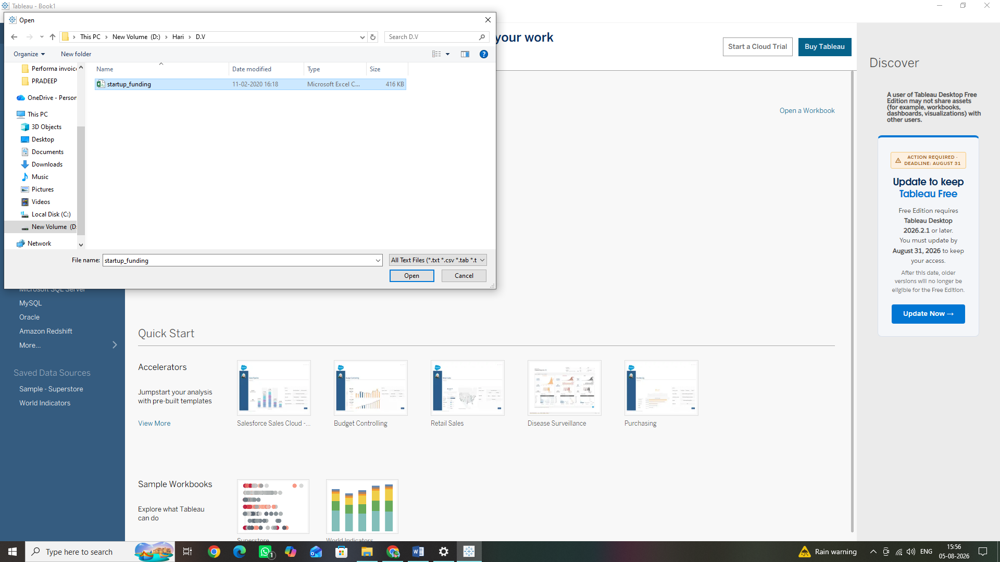 Tableau - Book1
Open
This PC
New Volume (D:)
Hari
D.V
Search D.V
Organize
New folder
Name
Date modified
Type
Size
startup_funding
11-02-2020 16:18
Microsoft Excel C...
416 KB
Performa invoice
PRADEEP
OneDrive - Person
This PC
3D Objects
Desktop
Documents
Downloads
Music
Pictures
Videos
Local Disk (C:)
New Volume (D:
Network
File name:
startup_funding
All Text Files (*.txt *.csv *.tab *.t
Open
Cancel
your work
Start a Cloud Trial
Buy Tableau
Open a Workbook
Microsoft SQL Server
MySQL
Oracle
Amazon Redshift
More...
Saved Data Sources
Sample - Superstore
World Indicators
Quick Start
Accelerators
Jumpstart your analysis
with pre-built templates
View More
Salesforce Sales Cloud -...
Budget Controlling
Retail Sales
Disease Surveillance
Purchasing
Sample Workbooks
Explore what Tableau
can do
Superstore
World Indicators
Discover
A user of Tableau Desktop Free
Edition may not share assets
(for example, workbooks,
dashboards, visualizations) with
other users.
ACTION REQUIRED -
DEADLINE: AUGUST 31
Update to keep
Tableau Free
Free Edition requires
Tableau Desktop
2026.2.1 or later.
You must update by
August 31, 2026 to keep
your access.
After this date, older
versions will no longer be
eligible for the Free Edition.
Update Now →
Type here to search
1
Rain warning
ENG
15:56
05-08-2026